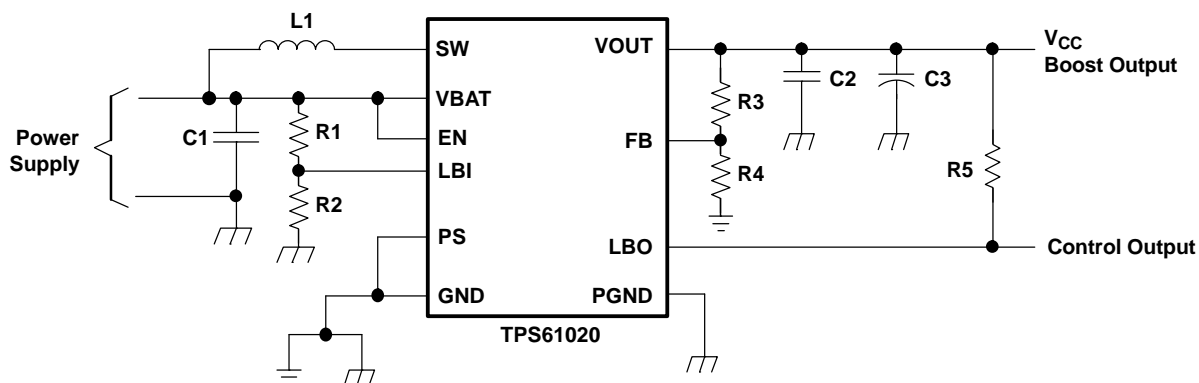 L1
SW
VOUT
VCC
Boost Output
C2
C3
VBAT
R3
Power
Supply
C1
R1
EN
FB
LBI
R4
R5
R2
PS
LBO
Control Output
GND
PGND
TPS61020